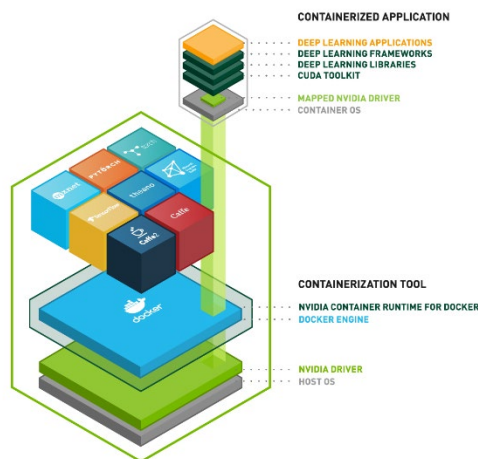 CONTAINERIZED APPLICATION
DEEP LEARNING APPLICATIONS
DEEP LEARNING FRAMEWORKS
DEEP LEARNING LIBRARIES
CUDA TOOLKIT
MAPPED NVIDIA DRIVER
CONTAINER OS
PYTORCH
mxnet
theano
TensorFlow
Caffe
Caffe2
docker
CONTAINERIZATION TOOL
NVIDIA CONTAINER RUNTIME FOR DOCKER
DOCKER ENGINE
NVIDIA DRIVER
HOST OS